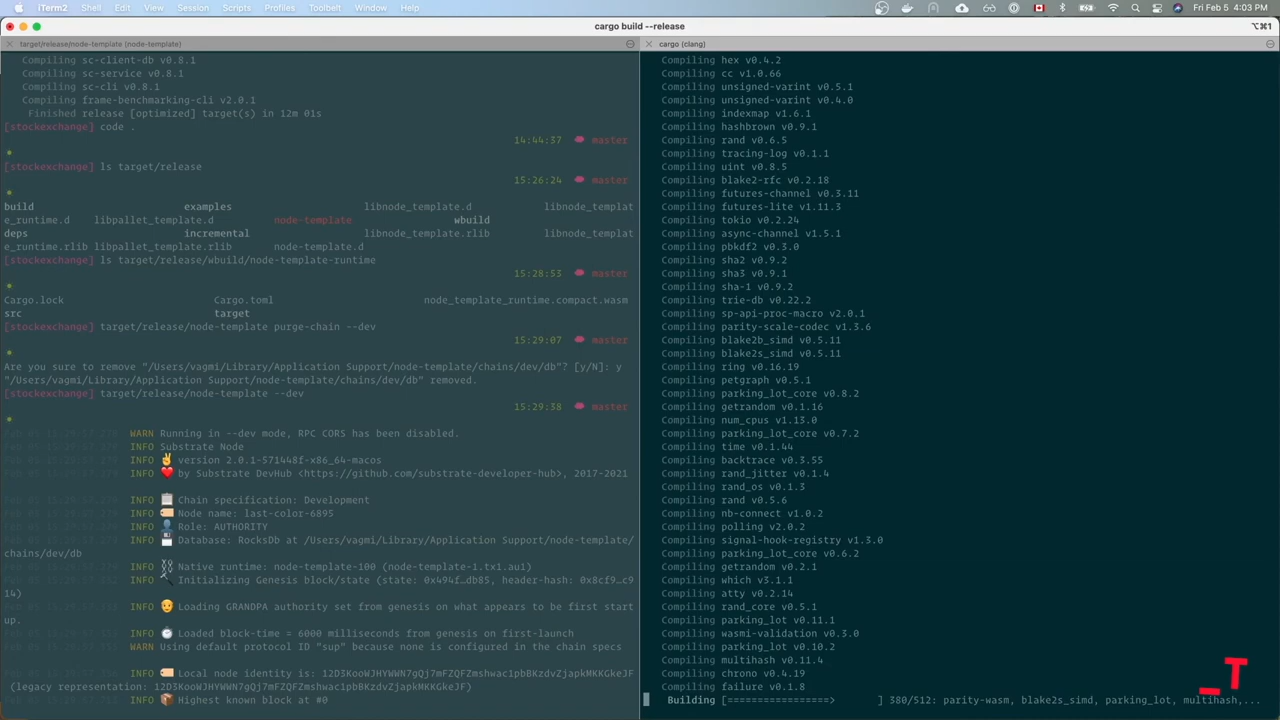 iTerm2 Shell Edit View Session Scripts Profiles Toolbelt Window Help Fri Feb 5 4:03 PM
cargo build --release ⌥⌘1
target/release/node-template (node-template)
Compiling sc-client-db v0.8.1
Compiling sc-service v0.8.1
Compiling sc-cli v0.8.1
Compiling frame-benchmarking-cli v2.0.1
Finished release [optimized] target(s) in 12m 01s
[stockexchange] code .
14:44:37 master
[stockexchange] ls target/release
15:26:24 master
build examples libnode_template.d libnode_templat
e_runtime.d libpallet_template.d node-template wbuild
deps incremental libnode_template.rlib libnode_templat
e_runtime.rlib libpallet_template.rlib node-template.d
[stockexchange] ls target/release/wbuild/node-template-runtime
15:28:53 master
Cargo.lock Cargo.toml node_template_runtime.compact.wasm
src target
[stockexchange] target/release/node-template purge-chain --dev
15:29:07 master
Are you sure to remove "/Users/vagmi/Library/Application Support/node-template/chains/dev/db"? [y/N]: y
"/Users/vagmi/Library/Application Support/node-template/chains/dev/db" removed.
[stockexchange] target/release/node-template --dev
15:29:38 master
WARN Running in --dev mode, RPC CORS has been disabled.
INFO Substrate Node
INFO ✌️ version 2.0.1-571448f-x86_64-macos
INFO ❤️ by Substrate DevHub <https://github.com/substrate-developer-hub>, 2017-2021
INFO 📋 Chain specification: Development
INFO 🏷 Node name: last-color-6895
INFO 👤 Role: AUTHORITY
INFO 💾 Database: RocksDb at /Users/vagmi/Library/Application Support/node-template/
chains/dev/db
INFO ⛓ Native runtime: node-template-100 (node-template-1.tx1.au1)
INFO 🔨 Initializing Genesis block/state (state: 0x494f…db85, header-hash: 0x8cf9…c9
14)
INFO 👴 Loading GRANDPA authority set from genesis on what appears to be first start
up.
INFO ⏱ Loaded block-time = 6000 milliseconds from genesis on first-launch
WARN Using default protocol ID "sup" because none is configured in the chain specs
INFO 🏷 Local node identity is: 12D3KooWJHYWWN7gQj7mFZQFZmshwac1pbBKzdvZjapkMKGkeJF
(legacy representation: 12D3KooWJHYWWN7gQj7mFZQFZmshwac1pbBKzdvZjapkMKGkeJF)
INFO 📦 Highest known block at #0
cargo (clang)
Compiling hex v0.4.2
Compiling cc v1.0.66
Compiling unsigned-varint v0.5.1
Compiling unsigned-varint v0.4.0
Compiling indexmap v1.6.1
Compiling hashbrown v0.9.1
Compiling rand v0.6.5
Compiling tracing-log v0.1.1
Compiling uint v0.8.5
Compiling blake2-rfc v0.2.18
Compiling futures-channel v0.3.11
Compiling futures-lite v1.11.3
Compiling tokio v0.2.24
Compiling async-channel v1.5.1
Compiling pbkdf2 v0.3.0
Compiling sha2 v0.9.2
Compiling sha3 v0.9.1
Compiling sha-1 v0.9.2
Compiling trie-db v0.22.2
Compiling sp-api-proc-macro v2.0.1
Compiling parity-scale-codec v1.3.6
Compiling blake2b_simd v0.5.11
Compiling blake2s_simd v0.5.11
Compiling ring v0.16.19
Compiling petgraph v0.5.1
Compiling parking_lot_core v0.8.2
Compiling getrandom v0.1.16
Compiling num_cpus v1.13.0
Compiling parking_lot_core v0.7.2
Compiling time v0.1.44
Compiling backtrace v0.3.55
Compiling rand_jitter v0.1.4
Compiling rand_os v0.1.3
Compiling rand v0.5.6
Compiling nb-connect v1.0.2
Compiling polling v2.0.2
Compiling signal-hook-registry v1.3.0
Compiling parking_lot_core v0.6.2
Compiling getrandom v0.2.1
Compiling which v3.1.1
Compiling atty v0.2.14
Compiling rand_core v0.5.1
Compiling parking_lot v0.11.1
Compiling wasmi-validation v0.3.0
Compiling parking_lot v0.10.2
Compiling multihash v0.11.4
Compiling chrono v0.4.19
Compiling failure v0.1.8
Building [=================> ] 380/512: parity-wasm, blake2s_simd, parking_lot, multihash,...
_T